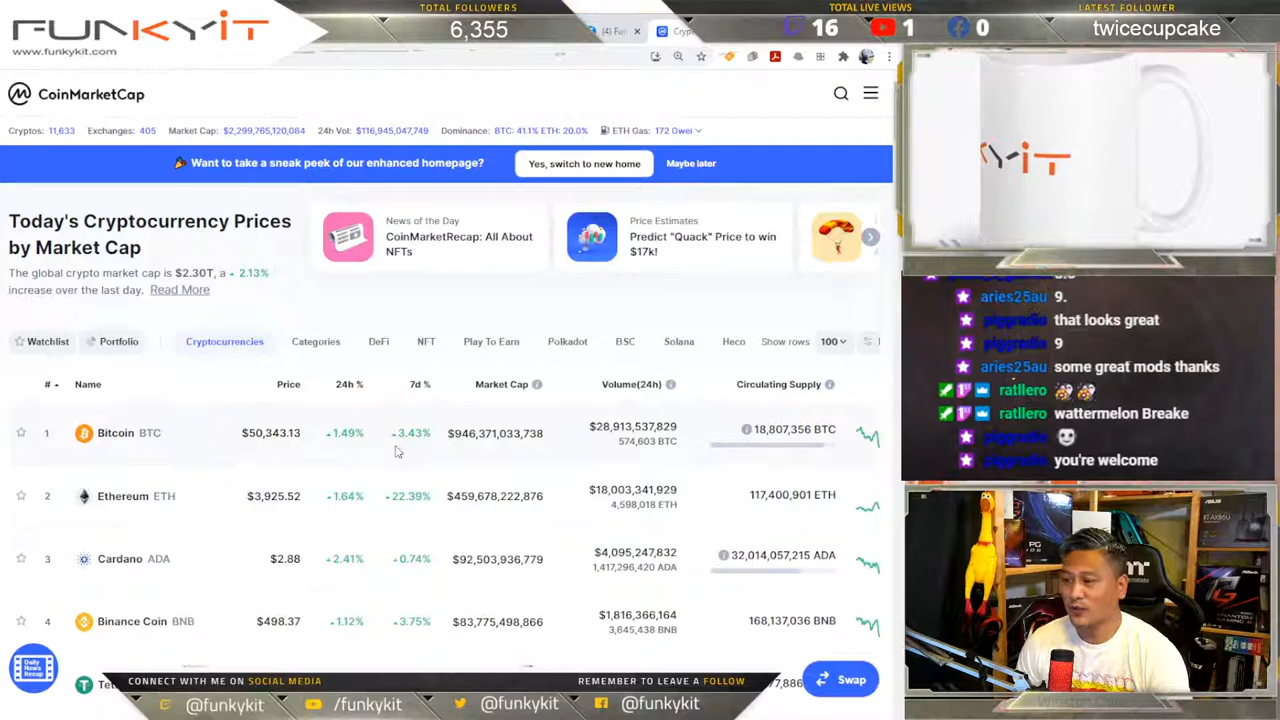 FUNKYiT
www.funkykit.com
TOTAL FOLLOWERS
6,355
TOTAL LIVE VIEWS
16 1 0
LATEST FOLLOWER
twicecupcake
CoinMarketCap
Cryptos: 11,633 Exchanges: 405 Market Cap: $2,299,765,120,084 24h Vol: $116,945,047,749 Dominance: BTC: 41.1% ETH: 20.0% ETH Gas: 172 Gwei
Want to take a sneak peek of our enhanced homepage? Yes, switch to new home Maybe later
Today's Cryptocurrency Prices
by Market Cap
The global crypto market cap is $2.30T, a 2.13%
increase over the last day. Read More
News of the Day
CoinMarketRecap: All About
NFTs
Price Estimates
Predict "Quack" Price to win
$17k!
Watchlist Portfolio Cryptocurrencies Categories DeFi NFT Play To Earn Polkadot BSC Solana Heco Show rows 100
# Name Price 24h % 7d % Market Cap Volume(24h) Circulating Supply
1 Bitcoin BTC $50,343.13 1.49% 3.43% $946,371,033,738 $28,913,537,829 18,807,356 BTC
574,603 BTC
2 Ethereum ETH $3,925.52 1.64% 22.39% $459,678,222,876 $18,003,341,929 117,400,901 ETH
4,598,018 ETH
3 Cardano ADA $2.88 2.41% 0.74% $92,503,936,779 $4,095,247,832 32,014,057,215 ADA
1,417,296,420 ADA
4 Binance Coin BNB $498.37 1.12% 3.75% $83,775,498,866 $1,816,366,164 168,137,036 BNB
3,645,438 BNB
Daily
News
Recap
Swap
aries25au 9.
piggradio that looks great
piggradio 9
aries25au some great mods thanks
ratllero
ratllero wattermelon Breake
piggradio
piggradio you're welcome
CONNECT WITH ME ON SOCIAL MEDIA
REMEMBER TO LEAVE A FOLLOW
@funkykit /funkykit @funkykit @funkykit
ASUS
RT-AX86U